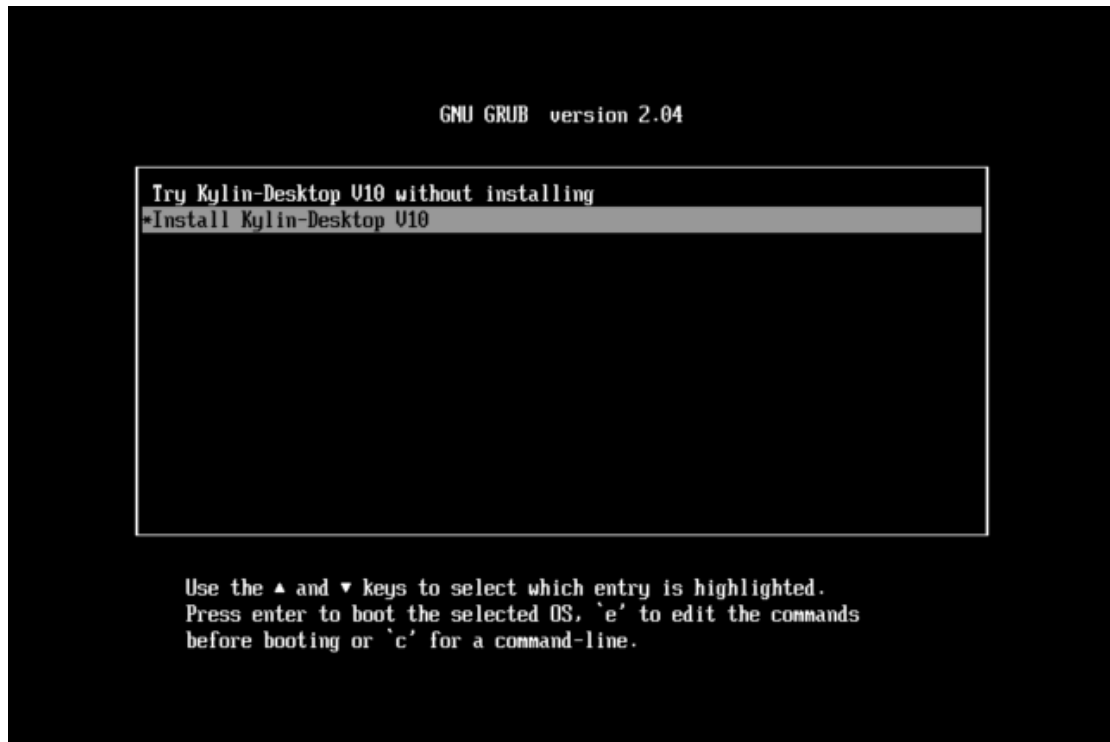 GNU GRUB  version 2.04
Try Kylin-Desktop V10 without installing
*Install Kylin-Desktop V10
Use the ▲ and ▼ keys to select which entry is highlighted.
Press enter to boot the selected OS, `e' to edit the commands
before booting or `c' for a command-line.